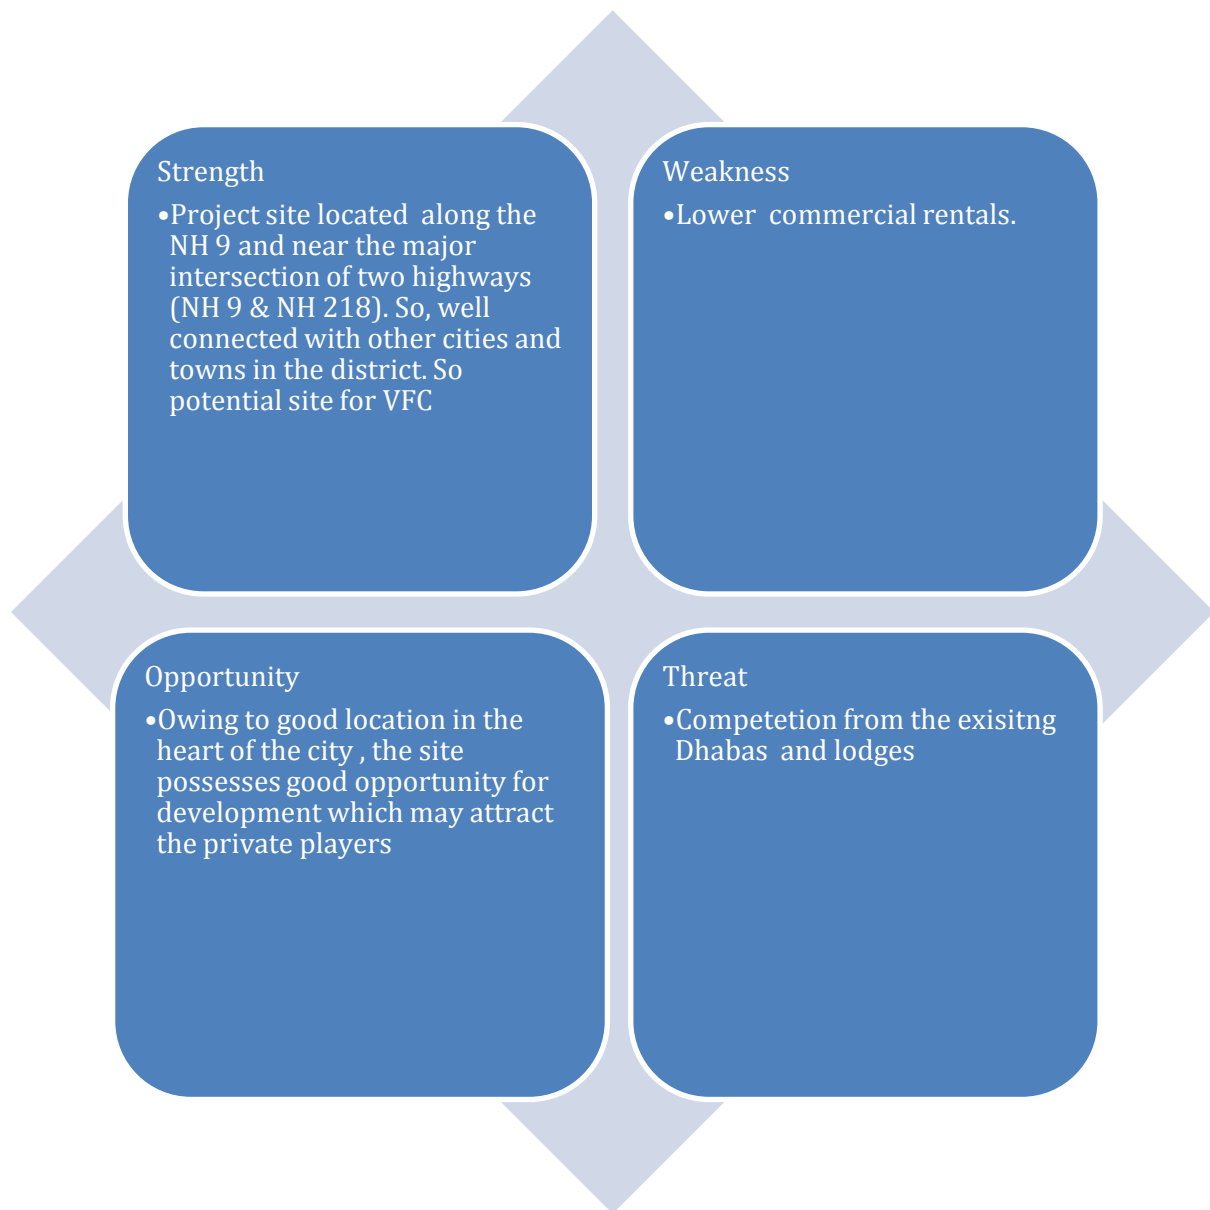 Strength
•Project site located along the
NH 9 and near the major
intersection of two highways
(NH 9 & NH 218). So, well
connected with other cities and
towns in the district. So
potential site for VFC
Weakness
•Lower commercial rentals.
Opportunity
•Owing to good location in the
heart of the city , the site
possesses good opportunity for
development which may attract
the private players
Threat
•Competetion from the exisitng
Dhabas and lodges